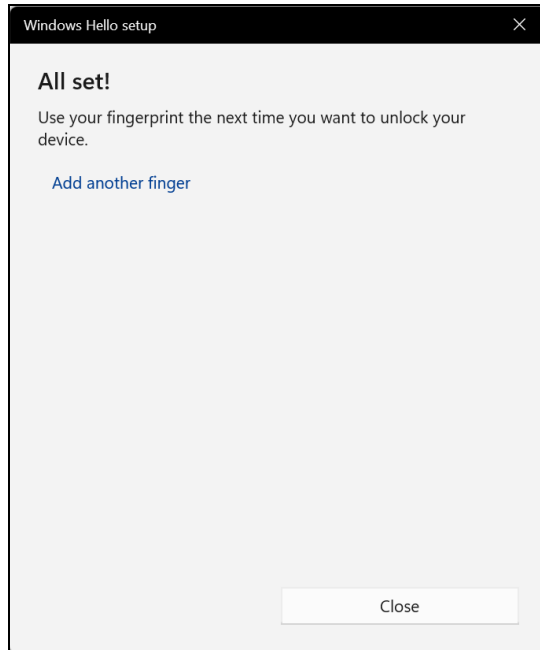 Windows Hello setup
All set!
Use your fingerprint the next time you want to unlock your
device.
Add another finger
Close